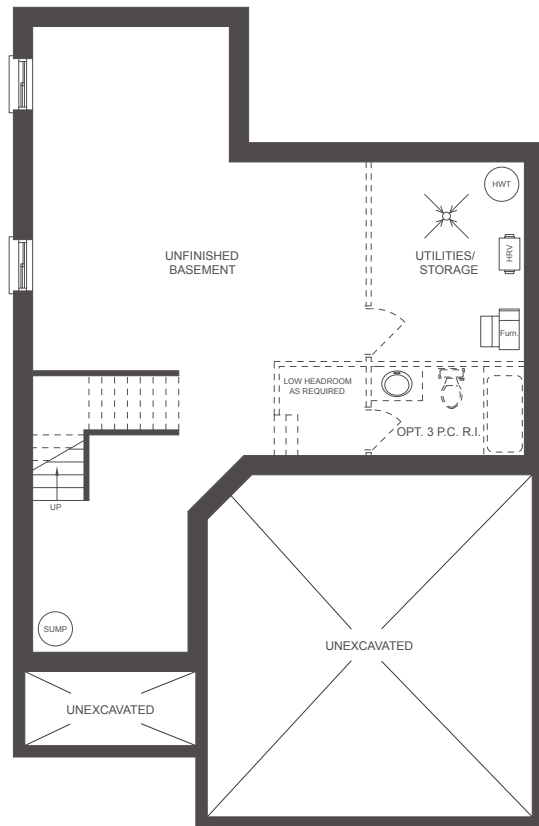 HWT
UNFINISHED
BASEMENT
UTILITIES/
STORAGE
HRV
Furn.
LOW HEADROOM
AS REQUIRED
OPT. 3 P.C. R.I.
UP
SUMP
UNEXCAVATED
UNEXCAVATED